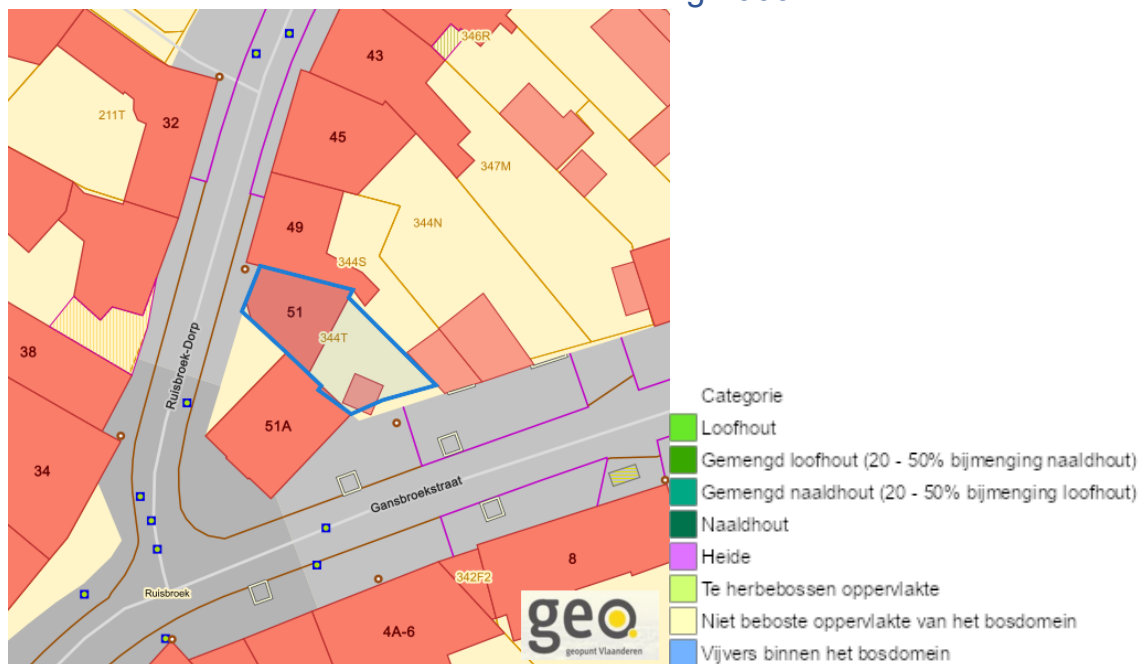 43
346R
211T
32
45
347M
49
344N
344S
51
344T
Ruisbroek-Dorp
38
51A
34
Gansbroekstraat
Ruisbroek
342F2
8
4A-6
geo.
geopunt Vlaanderen
Categorie
Loofhout
Gemengd loofhout (20 - 50% bijmenging naaldhout)
Gemengd naaldhout (20 - 50% bijmenging loofhout)
Naaldhout
Heide
Te herbebossen oppervlakte
Niet beboste oppervlakte van het bosdomein
Vijvers binnen het bosdomein